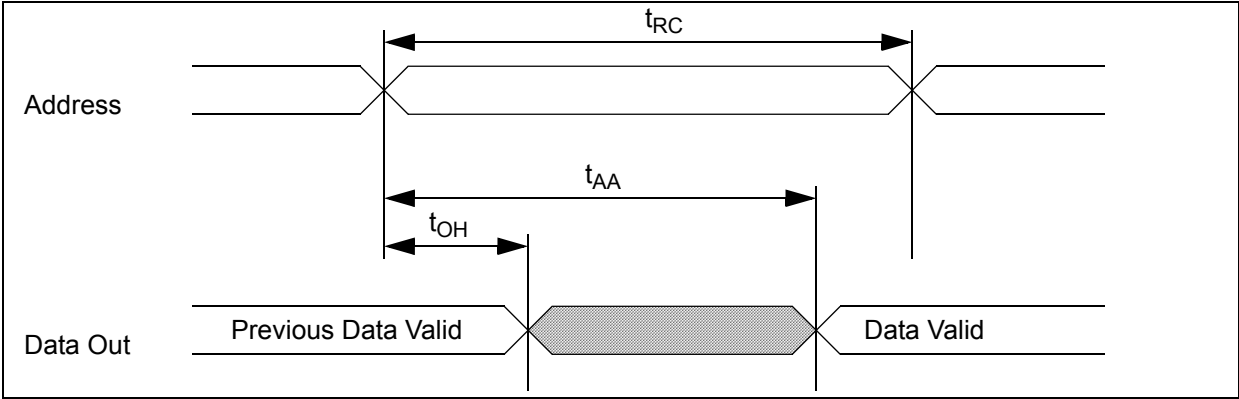 tRC
Address
tAA
tOH
Previous Data Valid
Data Valid
Data Out